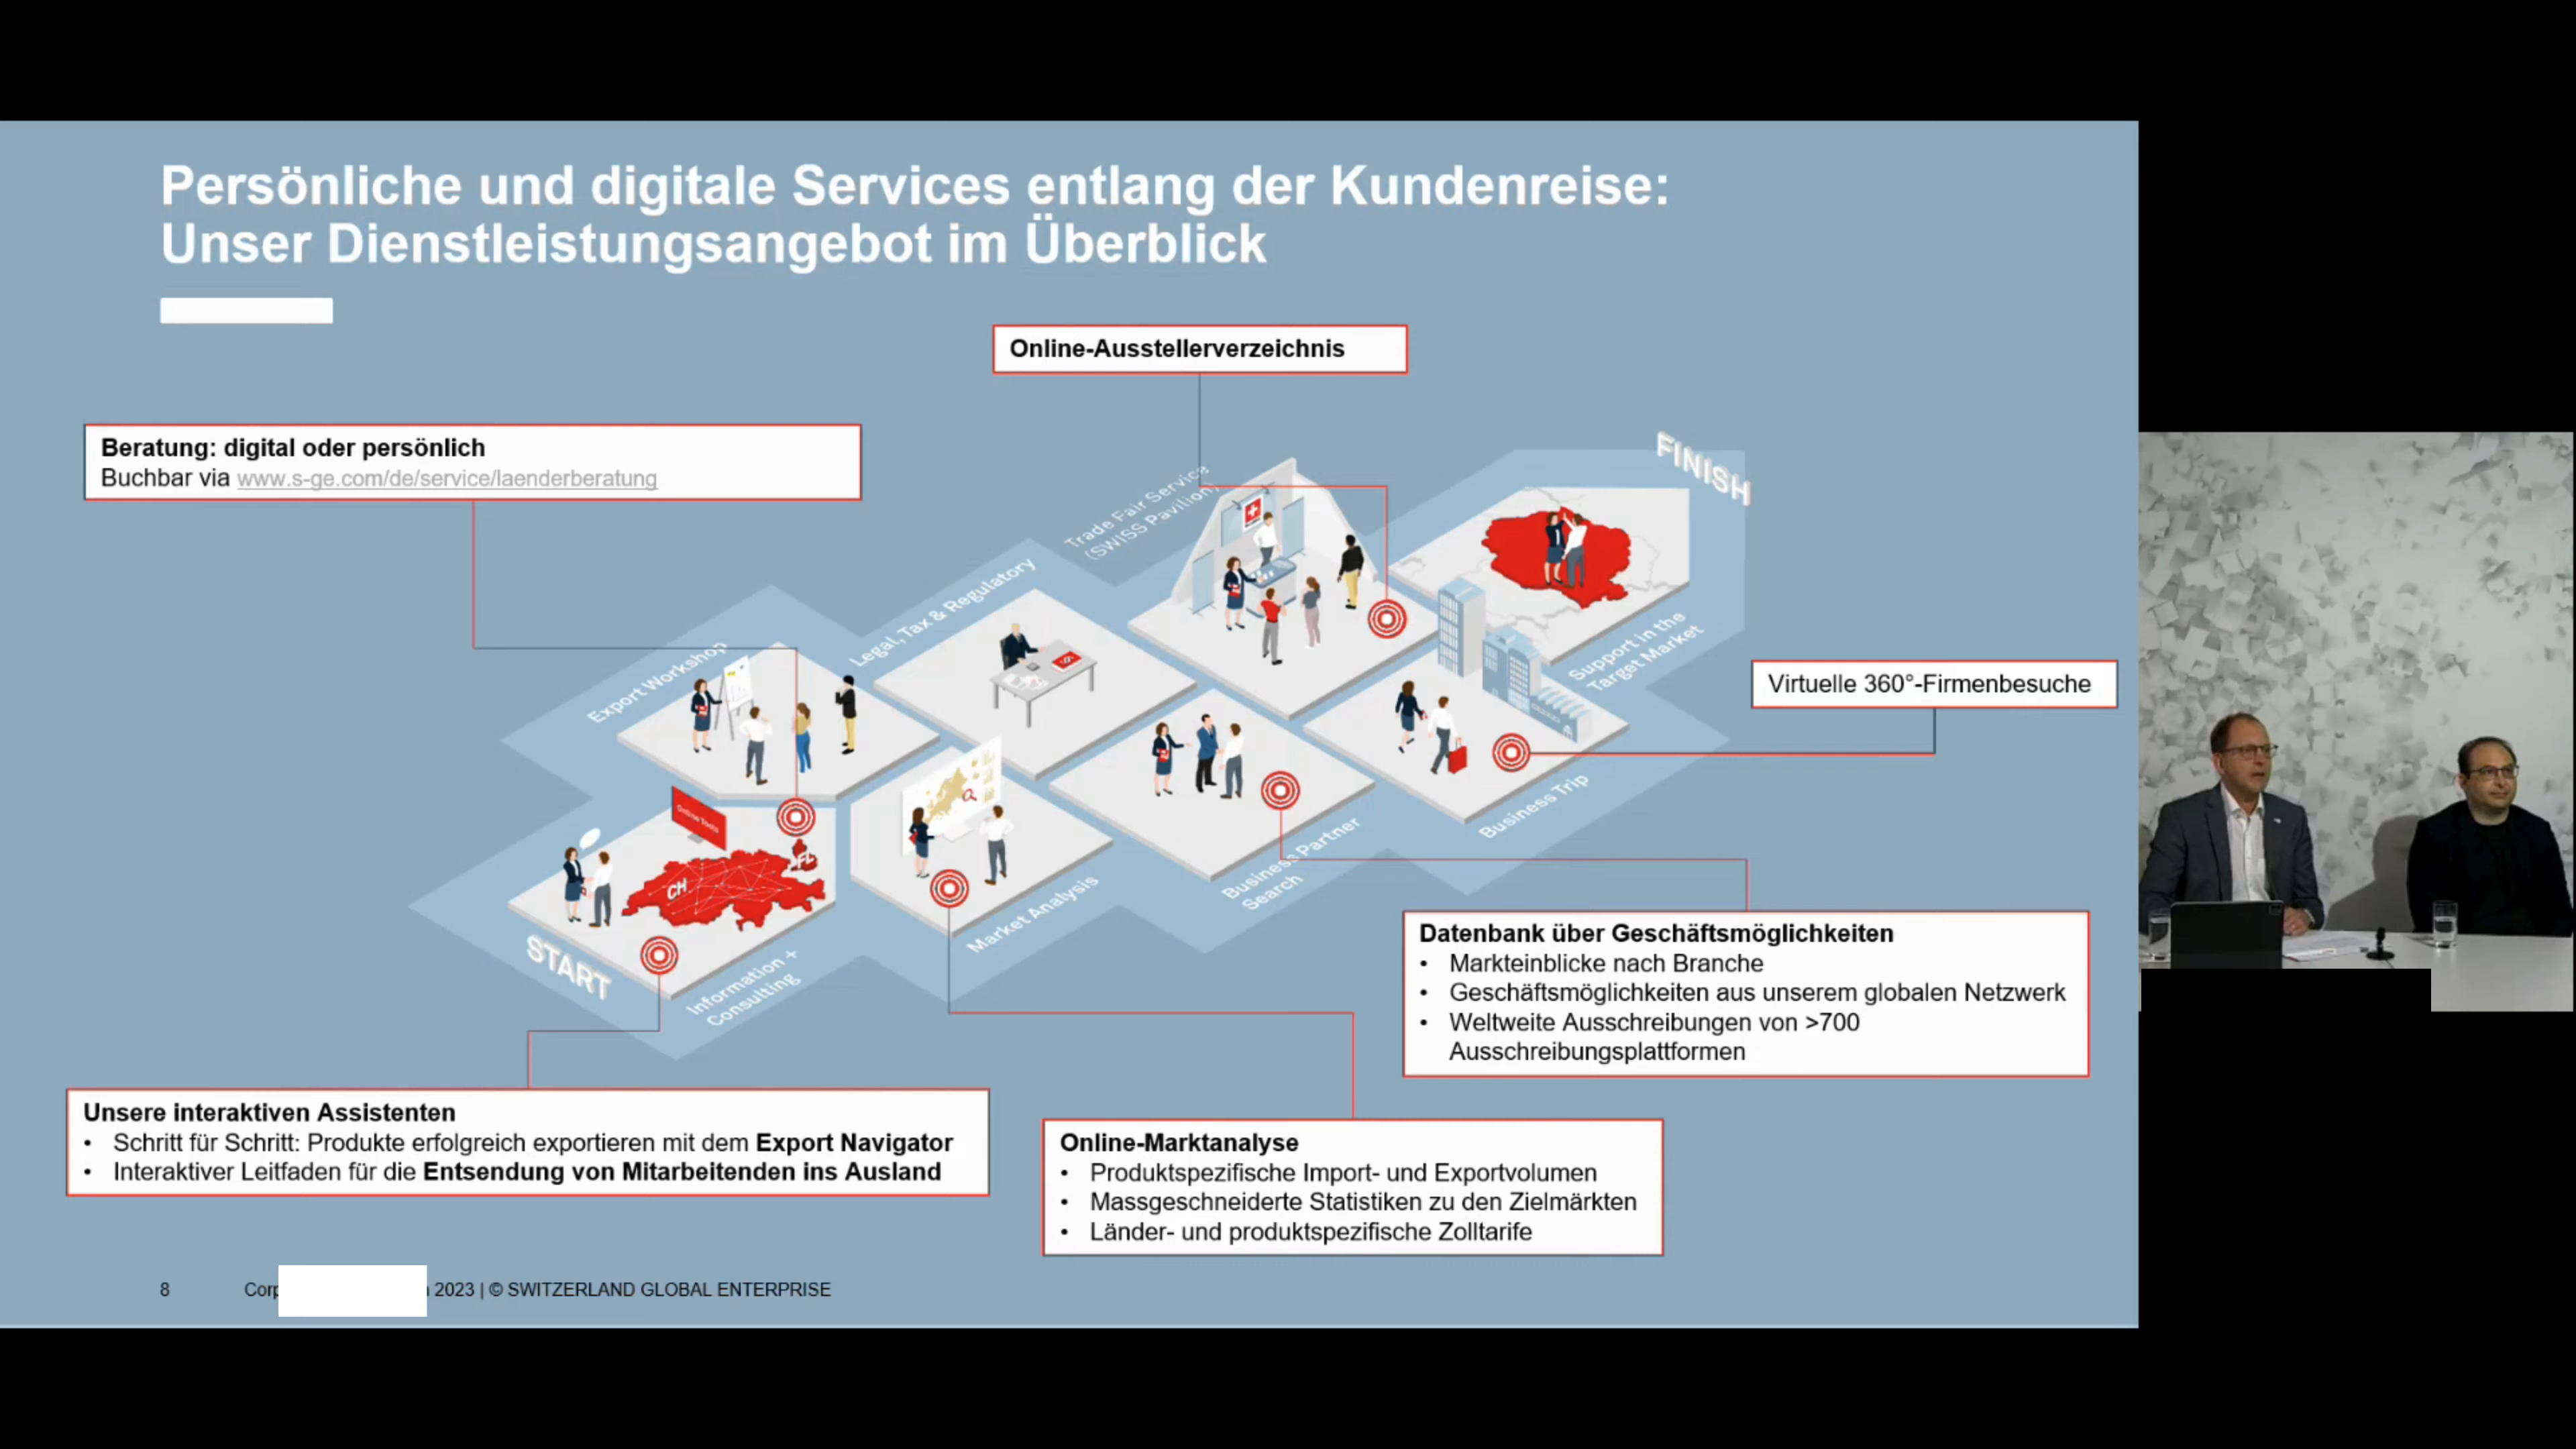 Persönliche und digitale Services entlang der Kundenreise:
Unser Dienstleistungsangebot im Überblick
Online-Ausstellerverzeichnis
Beratung: digital oder persönlich
Buchbar via www.s-ge.com/de/service/laenderberatung
FINISH
Trade Fair Service
(SWISS Pavilion)
Legal, Tax & Regulatory
Export Workshop
Support in the
Target Market
Virtuelle 360°-Firmenbesuche
Online Tools
CH
FL
Business Trip
Business Partner
Search
Market Analysis
START
Information +
Consulting
Datenbank über Geschäftsmöglichkeiten
• Markteinblicke nach Branche
• Geschäftsmöglichkeiten aus unserem globalen Netzwerk
• Weltweite Ausschreibungen von >700
Ausschreibungsplattformen
Unsere interaktiven Assistenten
• Schritt für Schritt: Produkte erfolgreich exportieren mit dem Export Navigator
• Interaktiver Leitfaden für die Entsendung von Mitarbeitenden ins Ausland
Online-Marktanalyse
• Produktspezifische Import- und Exportvolumen
• Massgeschneiderte Statistiken zu den Zielmärkten
• Länder- und produktspezifische Zolltarife
8 Corp 2023 | © SWITZERLAND GLOBAL ENTERPRISE